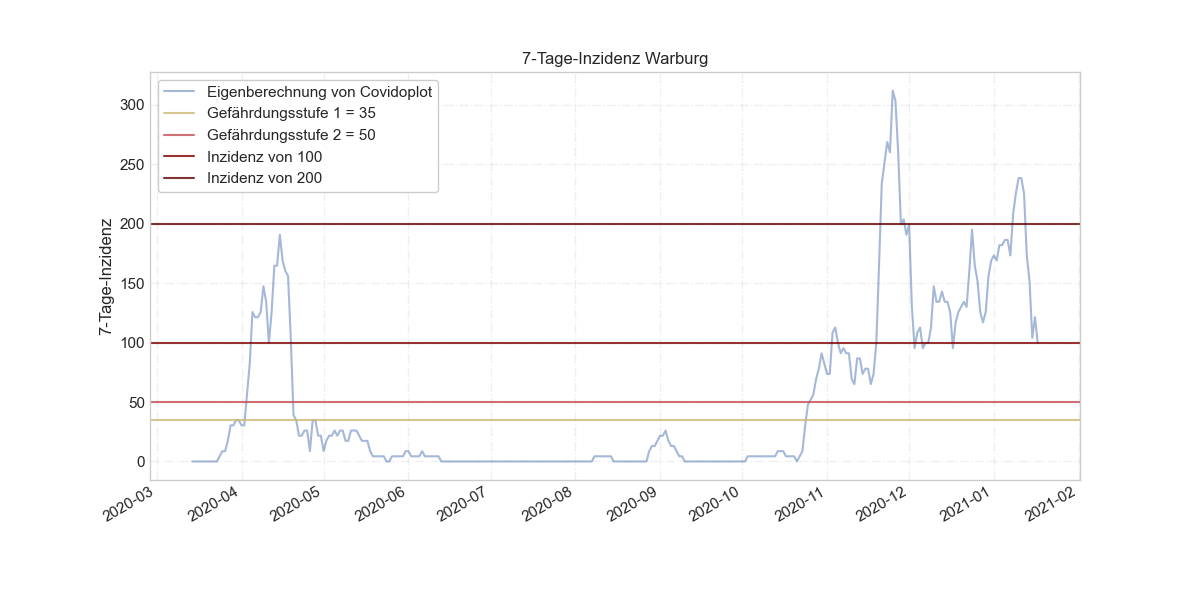 7-Tage-Inzidenz Warburg
Eigenberechnung von Covidoplot
Gefährdungsstufe 1 = 35
Gefährdungsstufe 2 = 50
Inzidenz von 100
Inzidenz von 200
7-Tage-Inzidenz
300
250
200
150
100
50
0
2020-03
2020-04
2020-05
2020-06
2020-07
2020-08
2020-09
2020-10
2020-11
2020-12
2021-01
2021-02